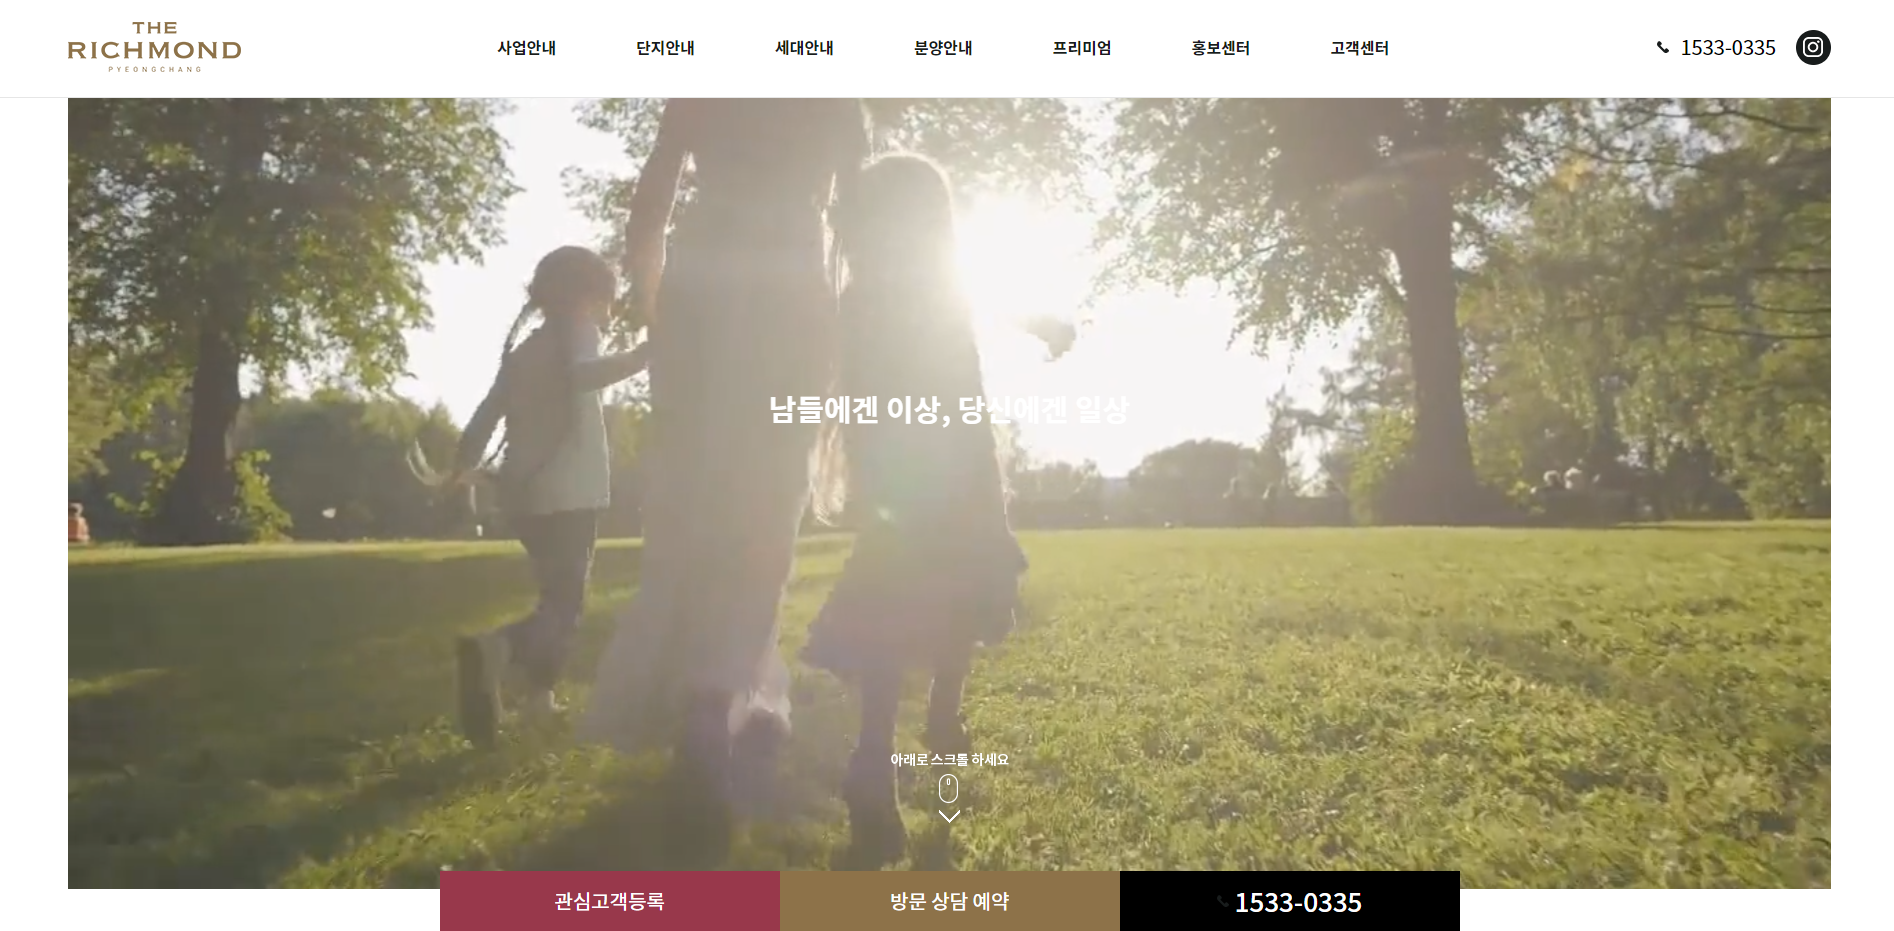 THE
RICHMOND
PYEONGCHANG
사업안내
단지안내
세대안내
분양안내
프리미엄
홍보센터
고객센터
1533-0335
남들에겐 이상, 당신에겐 일상
아래로 스크롤 하세요
관심고객등록
방문 상담 예약
1533-0335